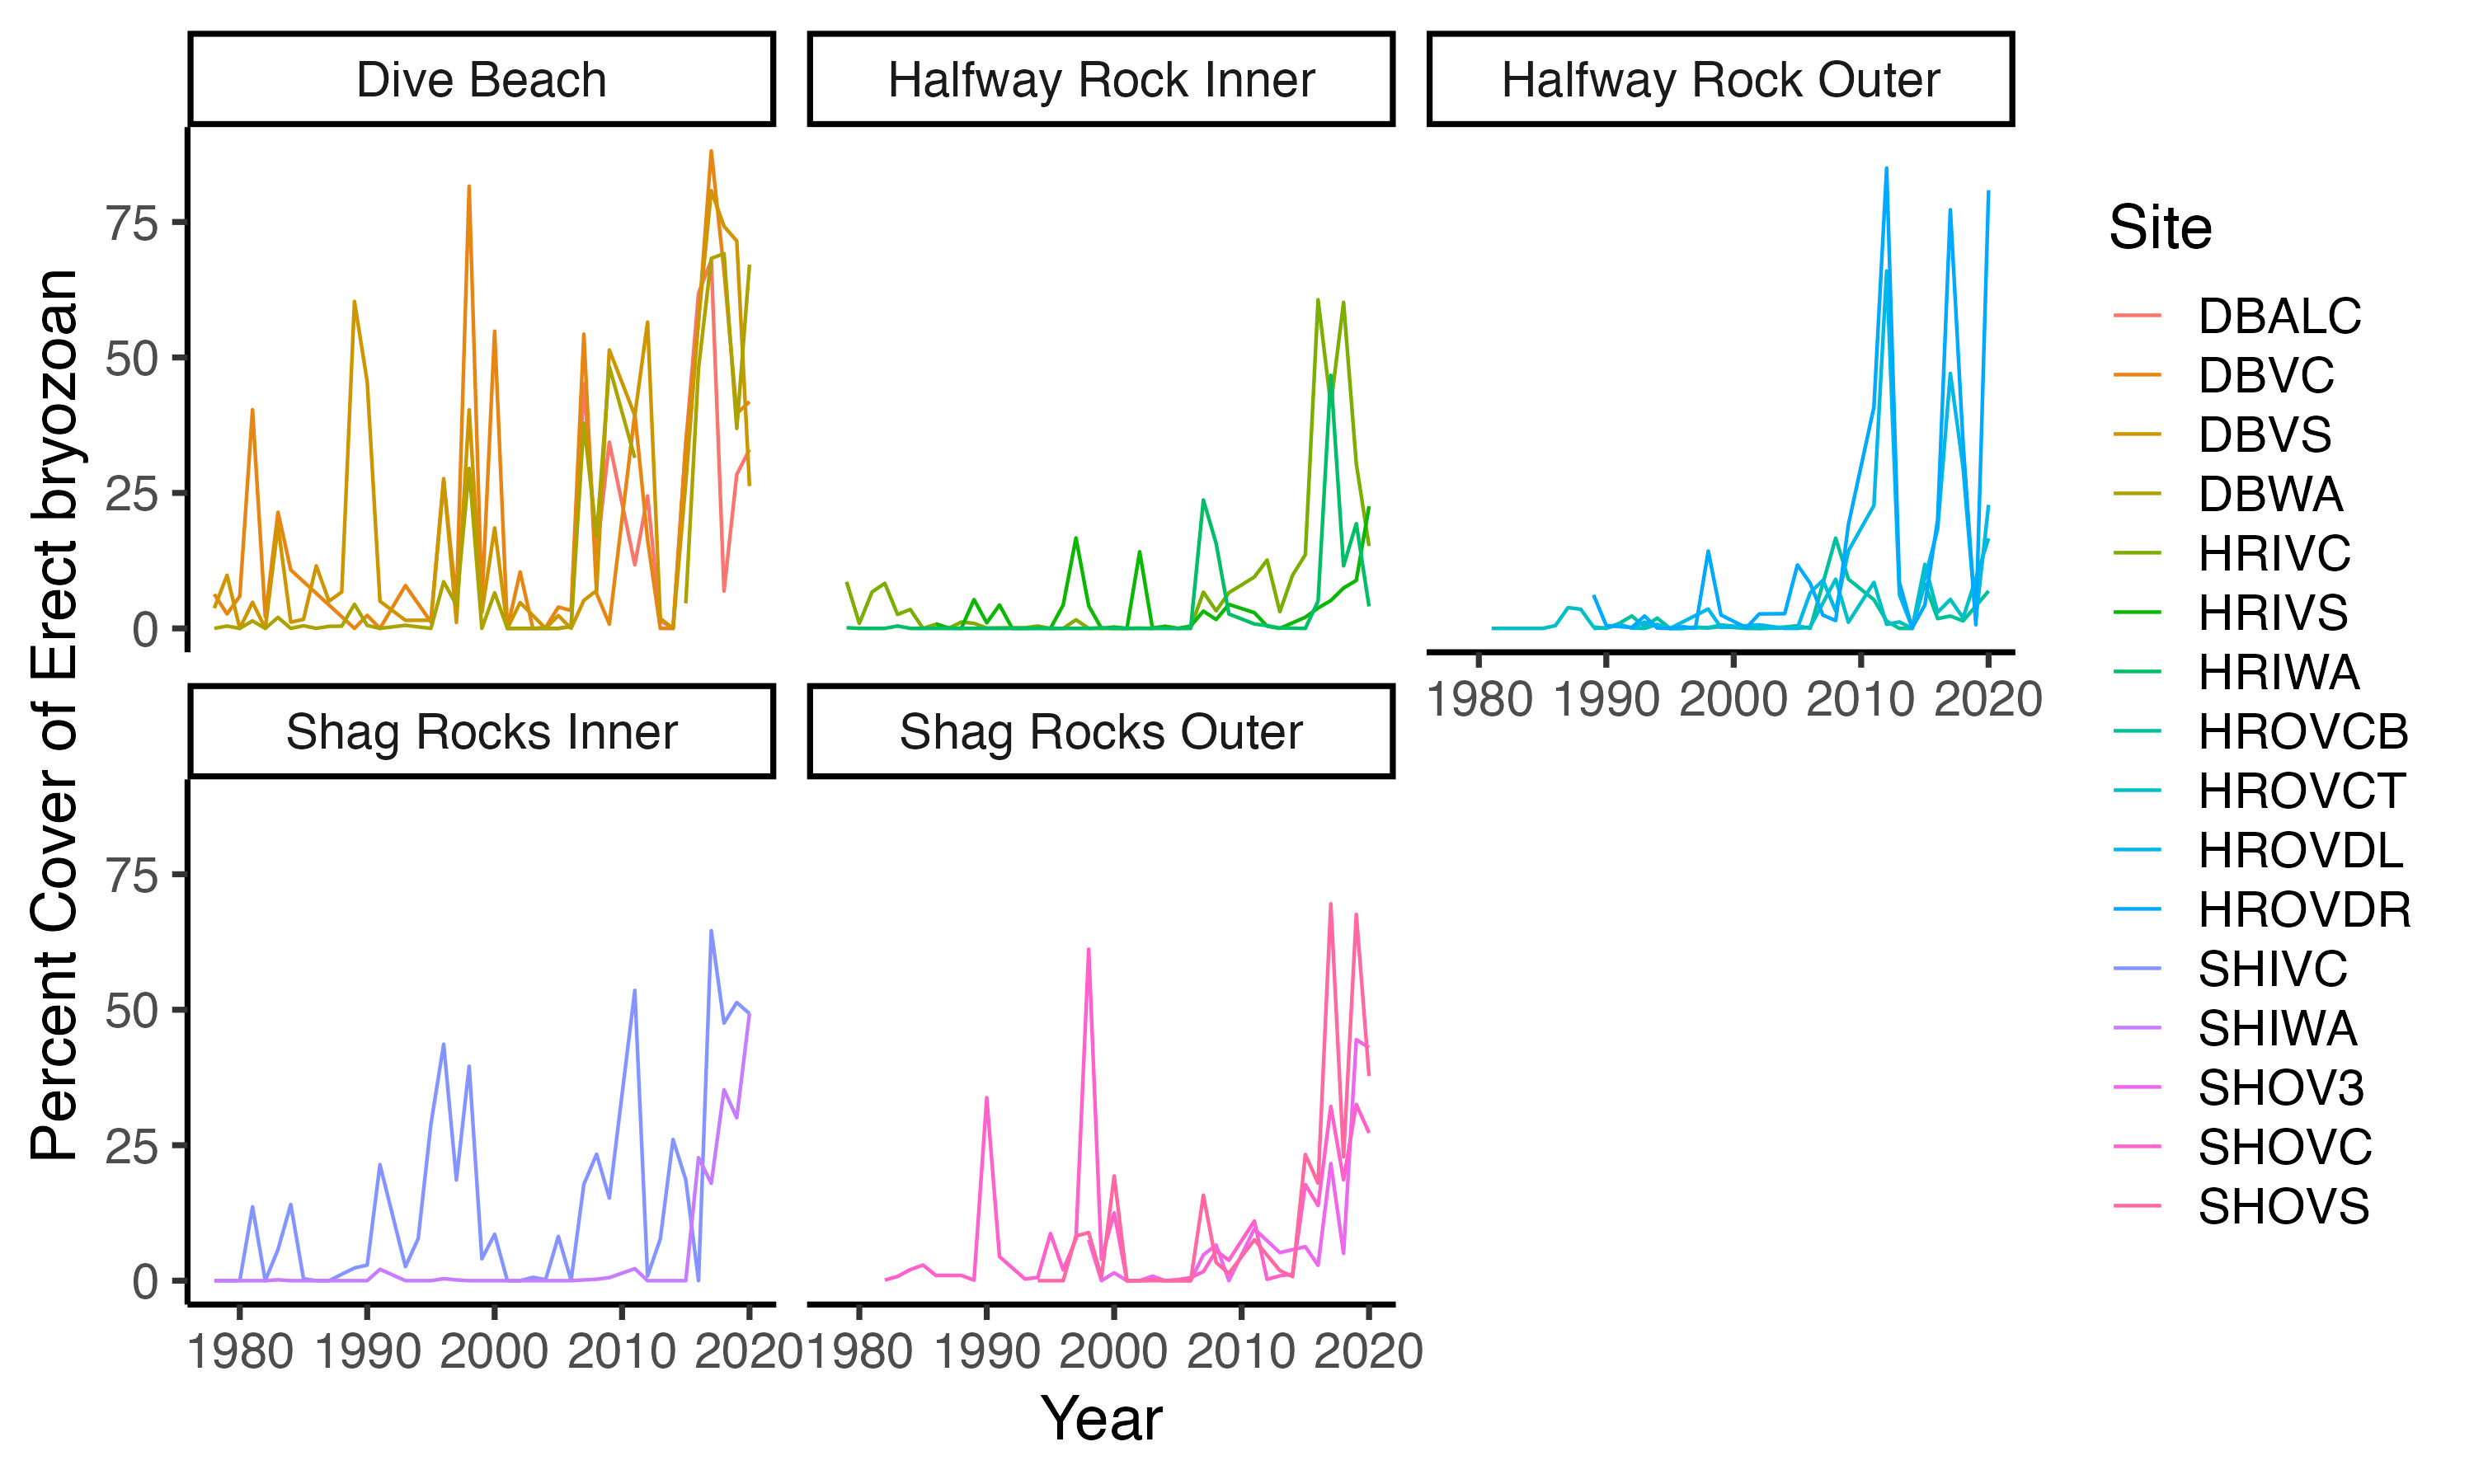 Dive Beach
Halfway Rock Inner
Halfway Rock Outer
Percent Cover of Erect bryozoan
75
50
25
0
1980 1990 2000 2010 2020
Shag Rocks Inner
Shag Rocks Outer
75
50
25
0
1980 1990 2000 2010 2020
1980 1990 2000 2010 2020
Year
Site
DBALC
DBVC
DBVS
DBWA
HRIVC
HRIVS
HRIWA
HROVCB
HROVCT
HROVDL
HROVDR
SHIVC
SHIWA
SHOV3
SHOVC
SHOVS